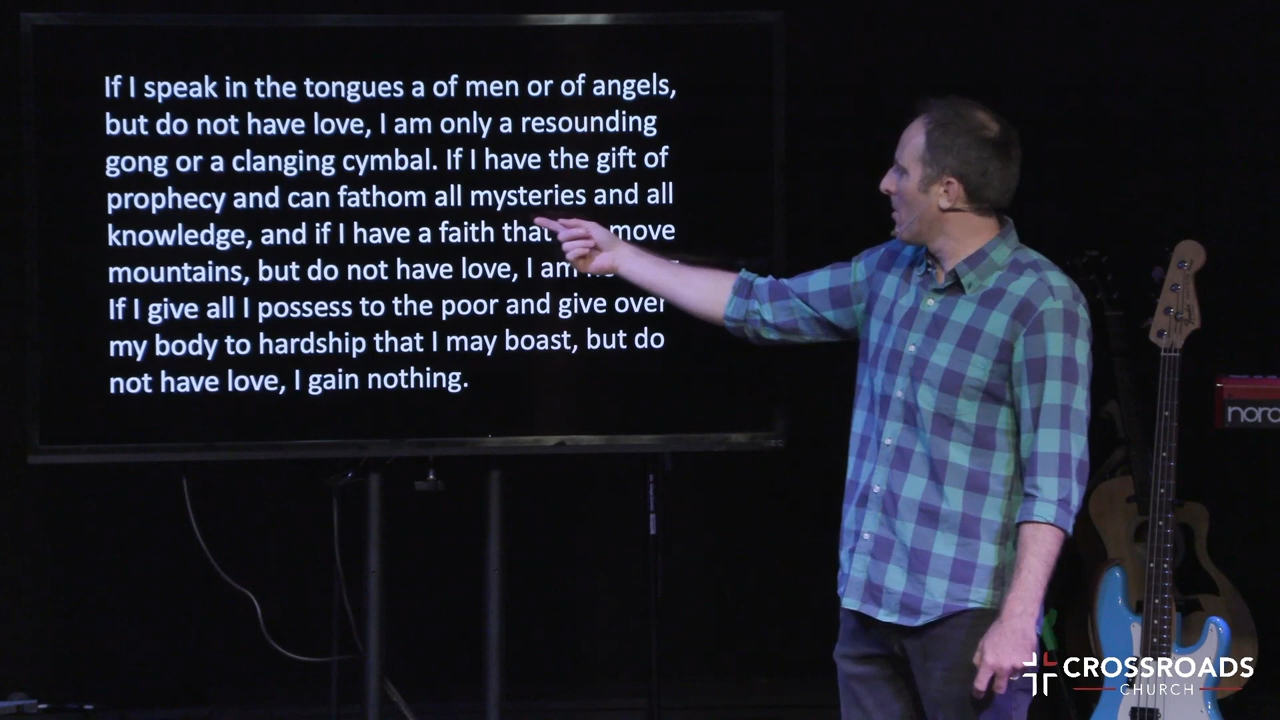 If I speak in the tongues a of men or of angels,
but do not have love, I am only a resounding
gong or a clanging cymbal. If I have the gift of
prophecy and can fathom all mysteries and all
knowledge, and if I have a faith that move
mountains, but do not have love, I am
If I give all I possess to the poor and give over
my body to hardship that I may boast, but do
not have love, I gain nothing.
nord
CROSSROADS
CHURCH